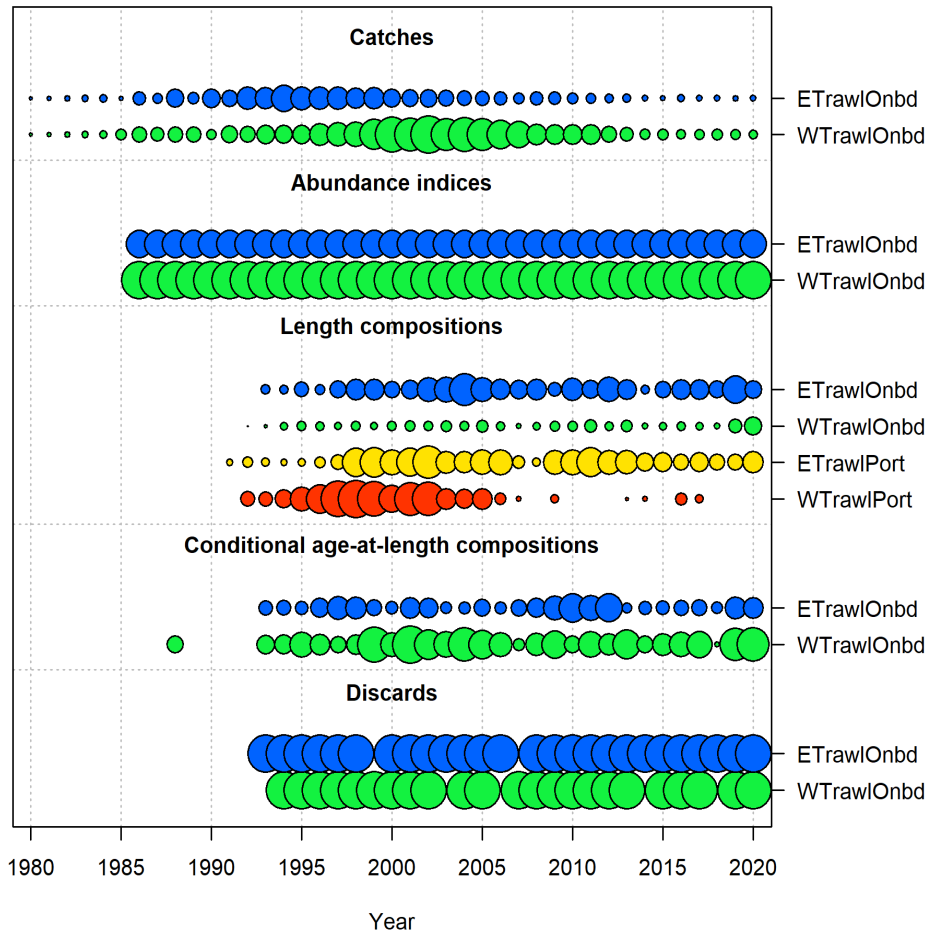 Catches
ETrawlOnbd
WTrawlOnbd
Abundance indices
ETrawlOnbd
WTrawlOnbd
Length compositions
ETrawlOnbd
WTrawlOnbd
ETrawlPort
WTrawlPort
Conditional age-at-length compositions
ETrawlOnbd
WTrawlOnbd
Discards
ETrawlOnbd
WTrawlOnbd
1980 1985 1990 1995 2000 2005 2010 2015 2020
Year